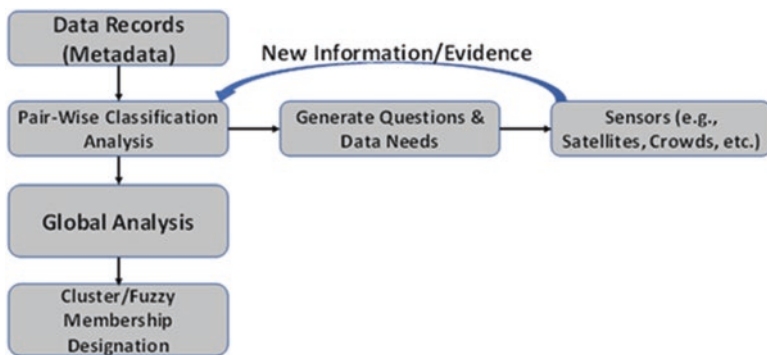 Data Records
(Metadata)
New Information/Evidence
Pair-Wise Classification
Analysis
Generate Questions &
Data Needs
Sensors (e.g.,
Satellites, Crowds, etc.)
Global Analysis
Cluster/Fuzzy
Membership
Designation